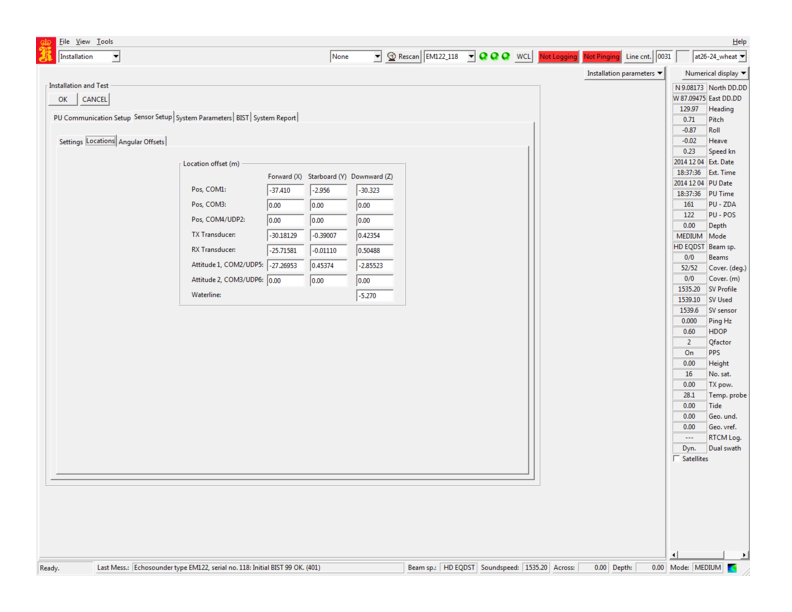 File View Tools Help
Installation None Rescan EM122_118 WCL Not Logging Not Pinging Line cnt. 0031 at26-24_wheat
Installation parameters Numerical display
Installation and Test
OK CANCEL
PU Communication Setup Sensor Setup System Parameters BIST System Report
Settings Locations Angular Offsets
Location offset (m)
Forward (X) Starboard (Y) Downward (Z)
Pos, COM1: -37.410 -2.956 -30.323
Pos, COM3: 0.00 0.00 0.00
Pos, COM4/UDP2: 0.00 0.00 0.00
TX Transducer: -30.18129 -0.39007 0.42354
RX Transducer: -25.71581 -0.01110 0.50488
Attitude 1, COM2/UDP5: -27.26953 0.45374 -2.85523
Attitude 2, COM3/UDP6: 0.00 0.00 0.00
Waterline: -5.270
N 9.08173 North DD.DD
W 87.09475 East DD.DD
129.97 Heading
0.71 Pitch
-0.87 Roll
-0.02 Heave
0.23 Speed kn
2014 12 04 Ext. Date
18:37:36 Ext. Time
2014 12 04 PU Date
18:37:36 PU Time
161 PU - ZDA
122 PU - POS
0.00 Depth
MEDIUM Mode
HD EQDST Beam sp.
0/0 Beams
52/52 Cover. (deg.)
0/0 Cover. (m)
1535.20 SV Profile
1539.10 SV Used
1539.6 SV sensor
0.000 Ping Hz
0.60 HDOP
2 Qfactor
On PPS
0.00 Height
16 No. sat.
0.00 TX pow.
28.1 Temp. probe
0.00 Tide
0.00 Geo. und.
0.00 Geo. vref.
--- RTCM Log.
Dyn. Dual swath
Satellites
Ready. Last Mess.: Echosounder type EM122, serial no. 118: Initial BIST 99 OK. (401) Beam sp.: HD EQDST Soundspeed: 1535.20 Across: 0.00 Depth: 0.00 Mode: MEDIUM